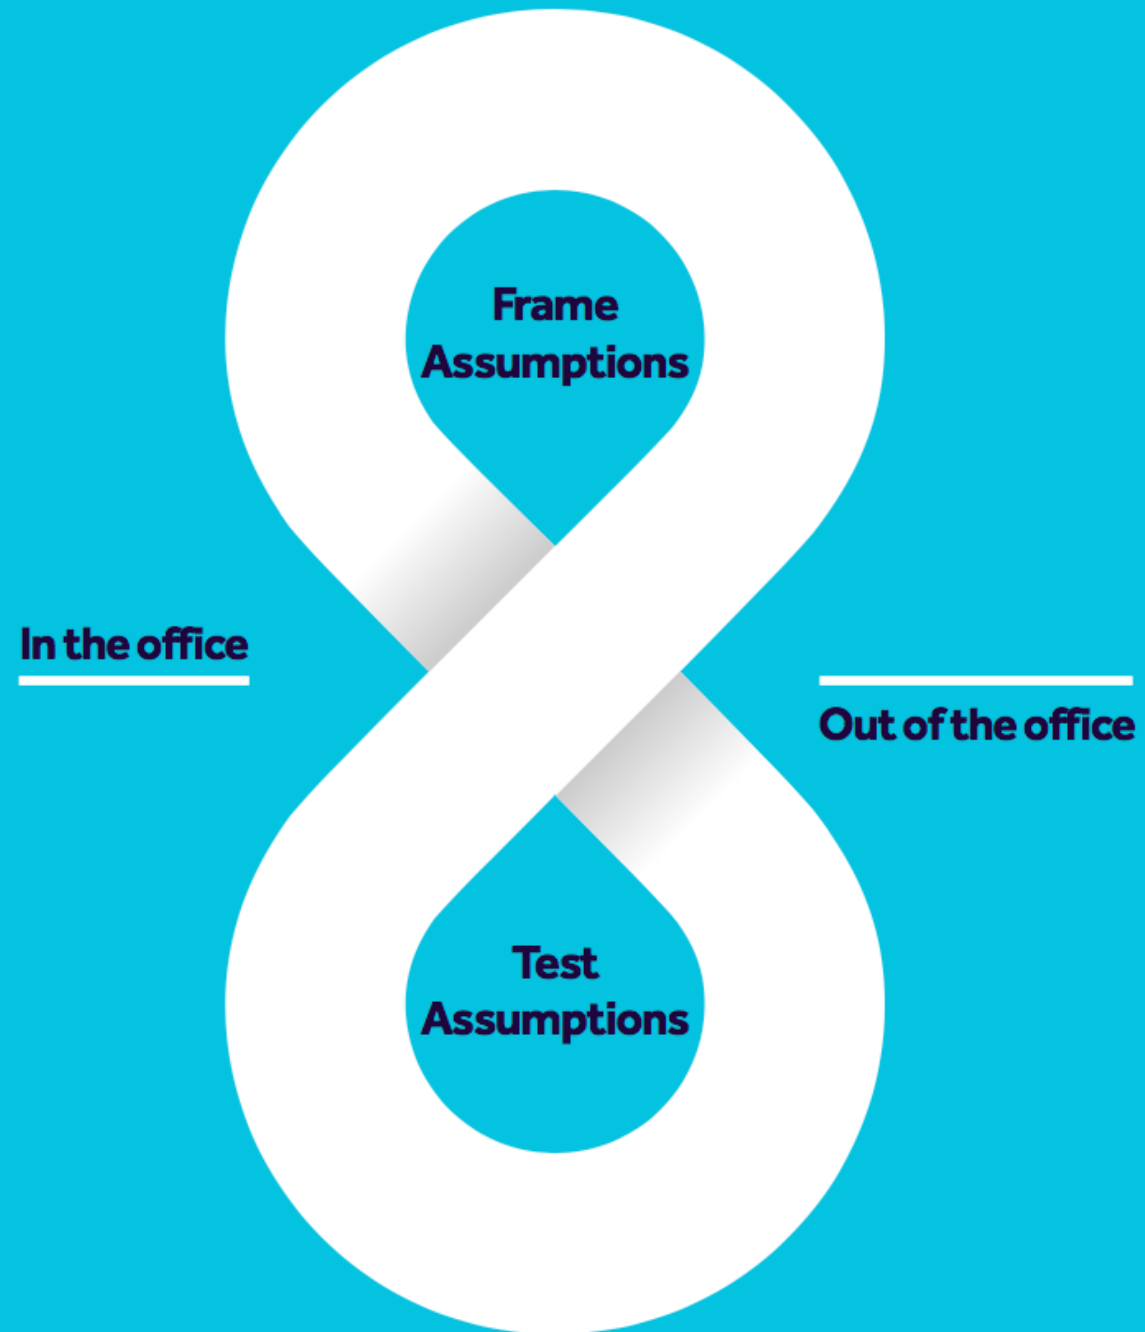 Frame
Assumptions
In the office
Out of the office
Test
Assumptions